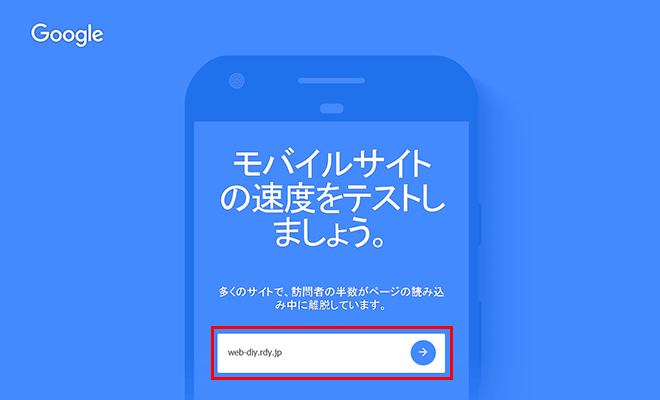 Google
モバイルサイト
の速度をテストし
ましょう。
多くのサイトで、訪問者の半数がページの読み込
み中に離脱しています。
web-diy.rdy.jp